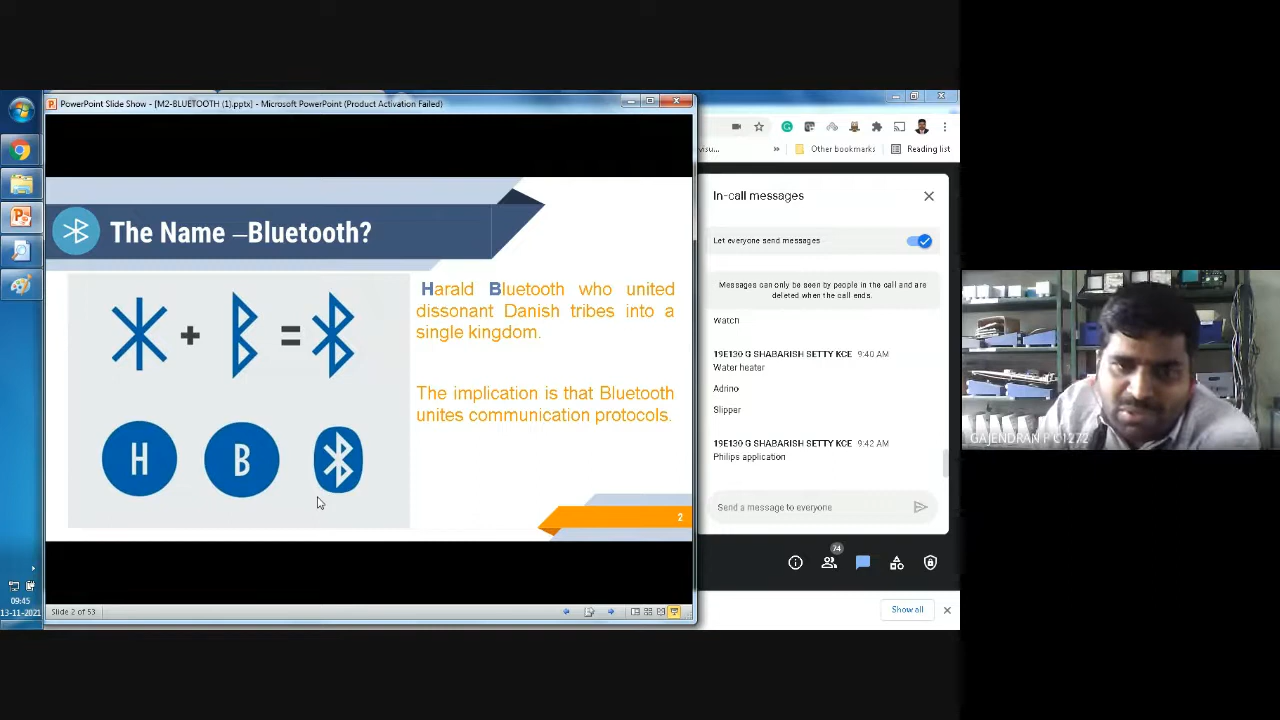 PowerPoint Slide Show - [M2-BLUETOOTH (1).pptx] - Microsoft PowerPoint (Product Activation Failed)
The Name –Bluetooth?
Harald Bluetooth who united
dissonant Danish tribes into a
single kingdom.
The implication is that Bluetooth
unites communication protocols.
+ =
H B
2
Slide 2 of 53
09:45
13-11-2021
visu... » Other bookmarks Reading list
In-call messages
Let everyone send messages
Messages can only be seen by people in the call and are
deleted when the call ends.
Watch
19E130 G SHABARISH SETTY KCE 9:40 AM
Water heater
Adrino
Slipper
19E130 G SHABARISH SETTY KCE 9:42 AM
Philips application
Send a message to everyone
74
Show all
GAJENDRAN P C1272